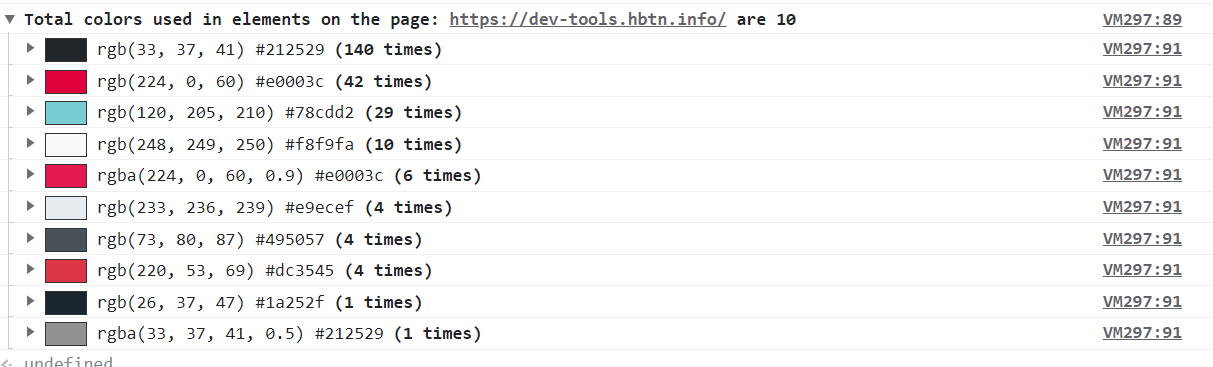 Total colors used in elements on the page: https://dev-tools.hbtn.info/ are 10 VM297:89
rgb(33, 37, 41) #212529 (140 times) VM297:91
rgb(224, 0, 60) #e0003c (42 times) VM297:91
rgb(120, 205, 210) #78cdd2 (29 times) VM297:91
rgb(248, 249, 250) #f8f9fa (10 times) VM297:91
rgba(224, 0, 60, 0.9) #e0003c (6 times) VM297:91
rgb(233, 236, 239) #e9ecef (4 times) VM297:91
rgb(73, 80, 87) #495057 (4 times) VM297:91
rgb(220, 53, 69) #dc3545 (4 times) VM297:91
rgb(26, 37, 47) #1a252f (1 times) VM297:91
rgba(33, 37, 41, 0.5) #212529 (1 times) VM297:91
undefined